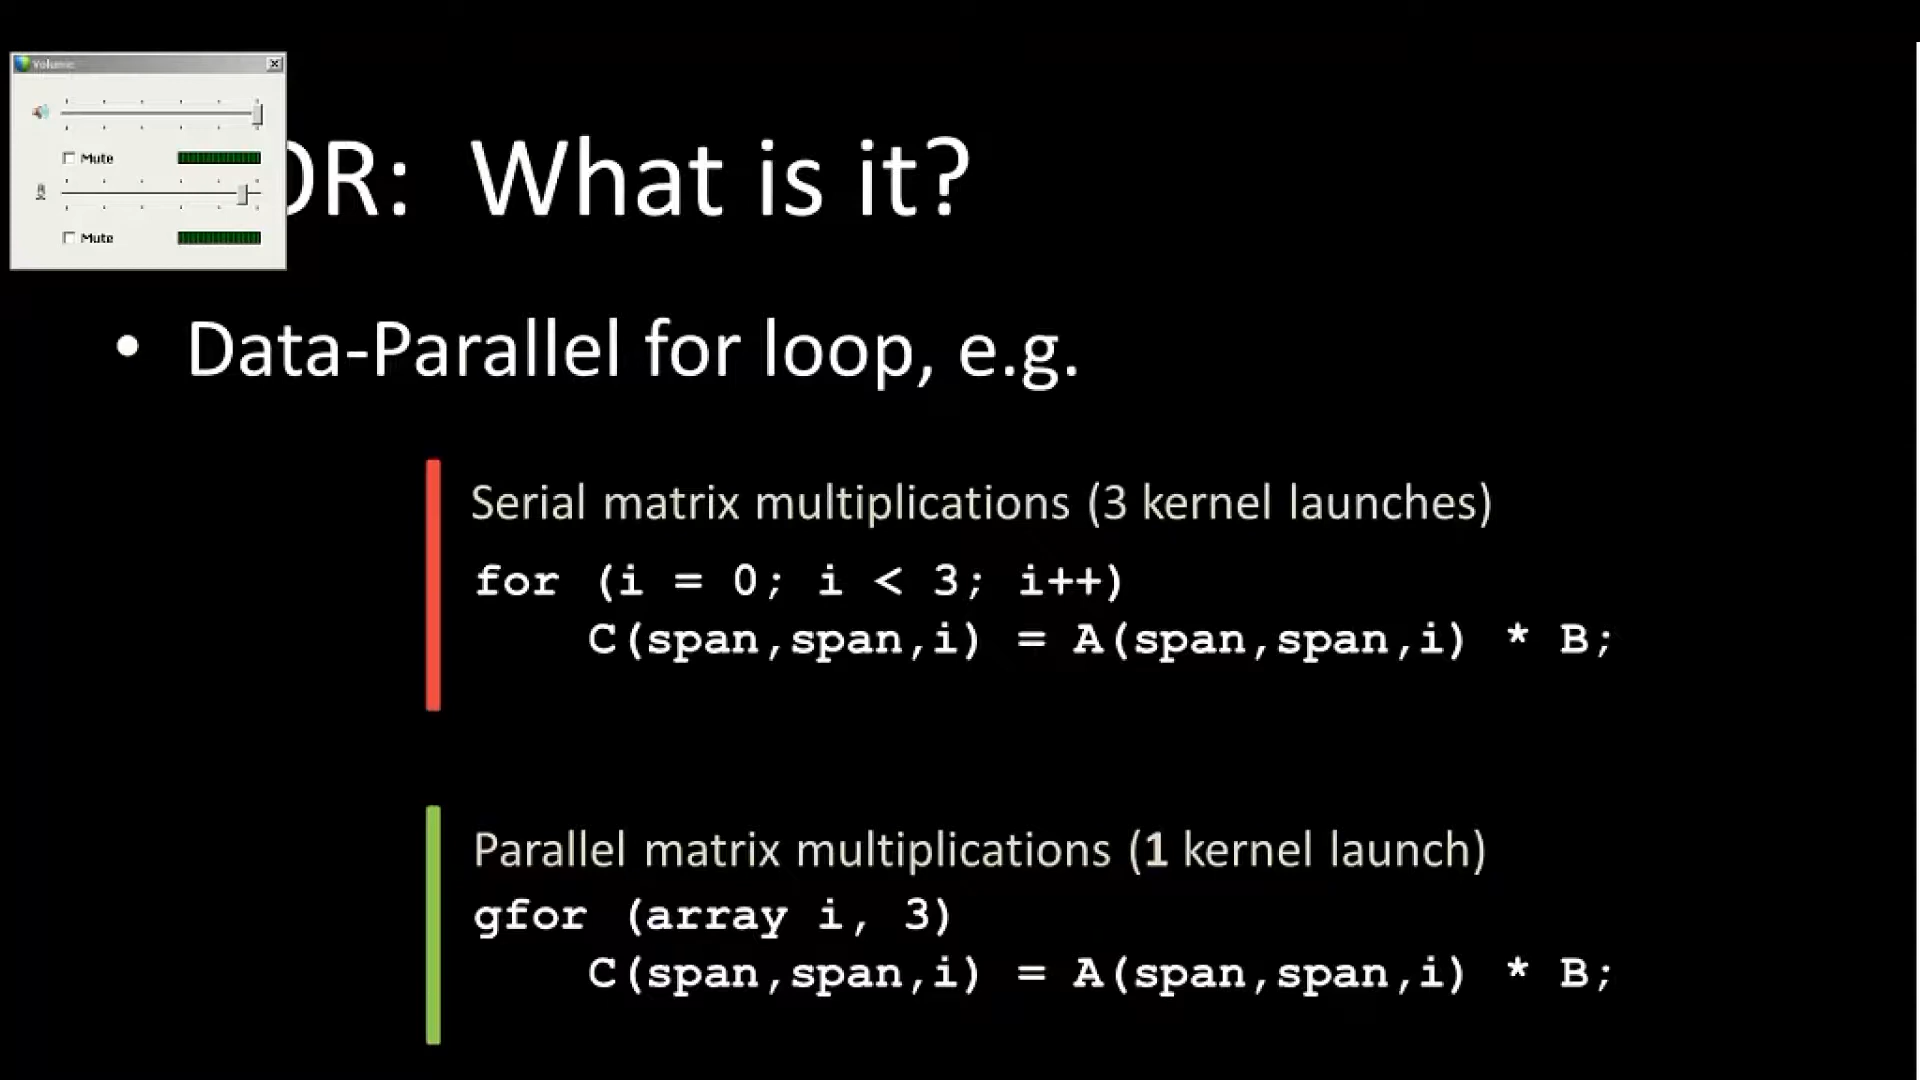 Volume
Mute
Mute
OR: What is it?
• Data-Parallel for loop, e.g.
Serial matrix multiplications (3 kernel launches)
for (i = 0; i < 3; i++)
C(span,span,i) = A(span,span,i) * B;
Parallel matrix multiplications (1 kernel launch)
gfor (array i, 3)
C(span,span,i) = A(span,span,i) * B;